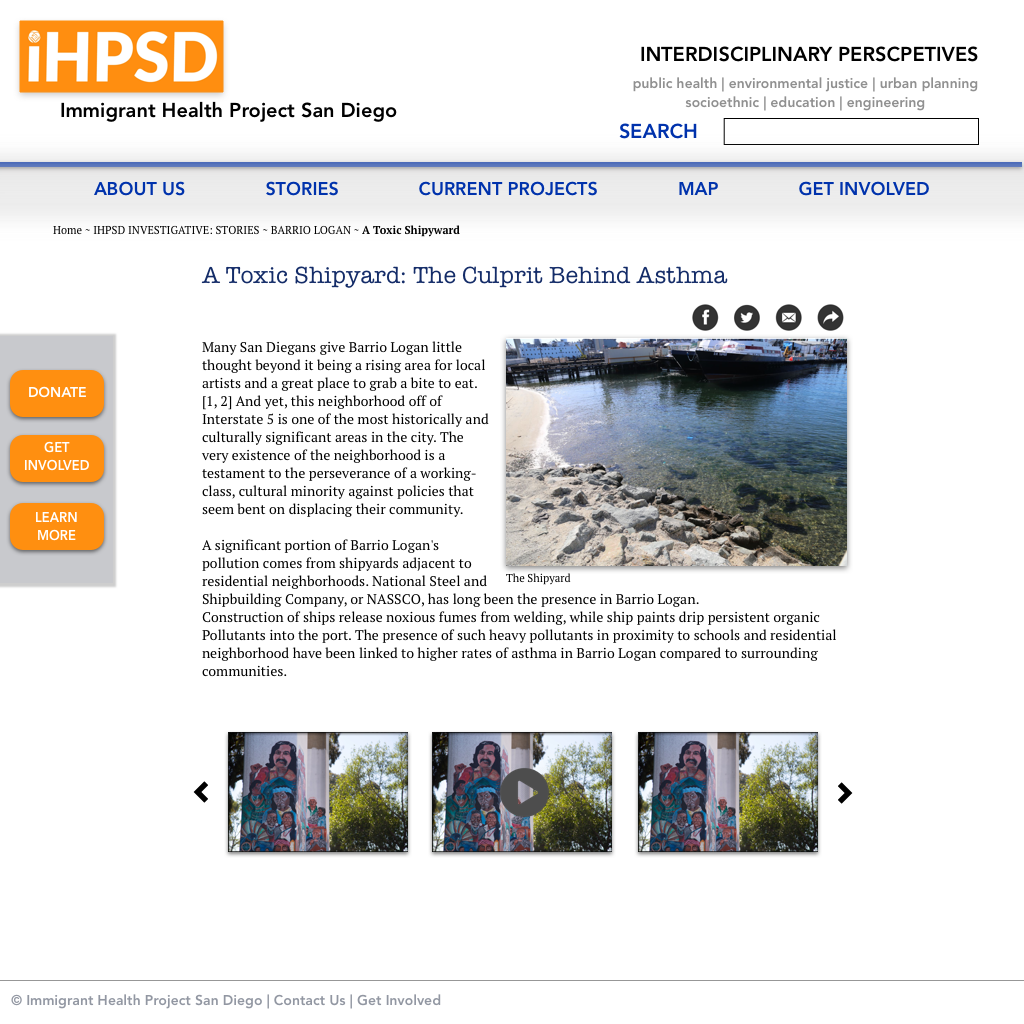 iHPSD
Immigrant Health Project San Diego
INTERDISCIPLINARY PERSCPETIVES
public health | environmental justice | urban planning
socioethnic | education | engineering
SEARCH
ABOUT US STORIES CURRENT PROJECTS MAP GET INVOLVED
Home ~ IHPSD INVESTIGATIVE: STORIES ~ BARRIO LOGAN ~ A Toxic Shipyward
A Toxic Shipyard: The Culprit Behind Asthma
DONATE
GET
INVOLVED
LEARN
MORE
Many San Diegans give Barrio Logan little
thought beyond it being a rising area for local
artists and a great place to grab a bite to eat.
[1, 2] And yet, this neighborhood off of
Interstate 5 is one of the most historically and
culturally significant areas in the city. The
very existence of the neighborhood is a
testament to the perseverance of a working-
class, cultural minority against policies that
seem bent on displacing their community.
A significant portion of Barrio Logan's
pollution comes from shipyards adjacent to
residential neighborhoods. National Steel and
Shipbuilding Company, or NASSCO, has long been the presence in Barrio Logan.
Construction of ships release noxious fumes from welding, while ship paints drip persistent organic
Pollutants into the port. The presence of such heavy pollutants in proximity to schools and residential
neighborhood have been linked to higher rates of asthma in Barrio Logan compared to surrounding
communities.
The Shipyard
© Immigrant Health Project San Diego | Contact Us | Get Involved